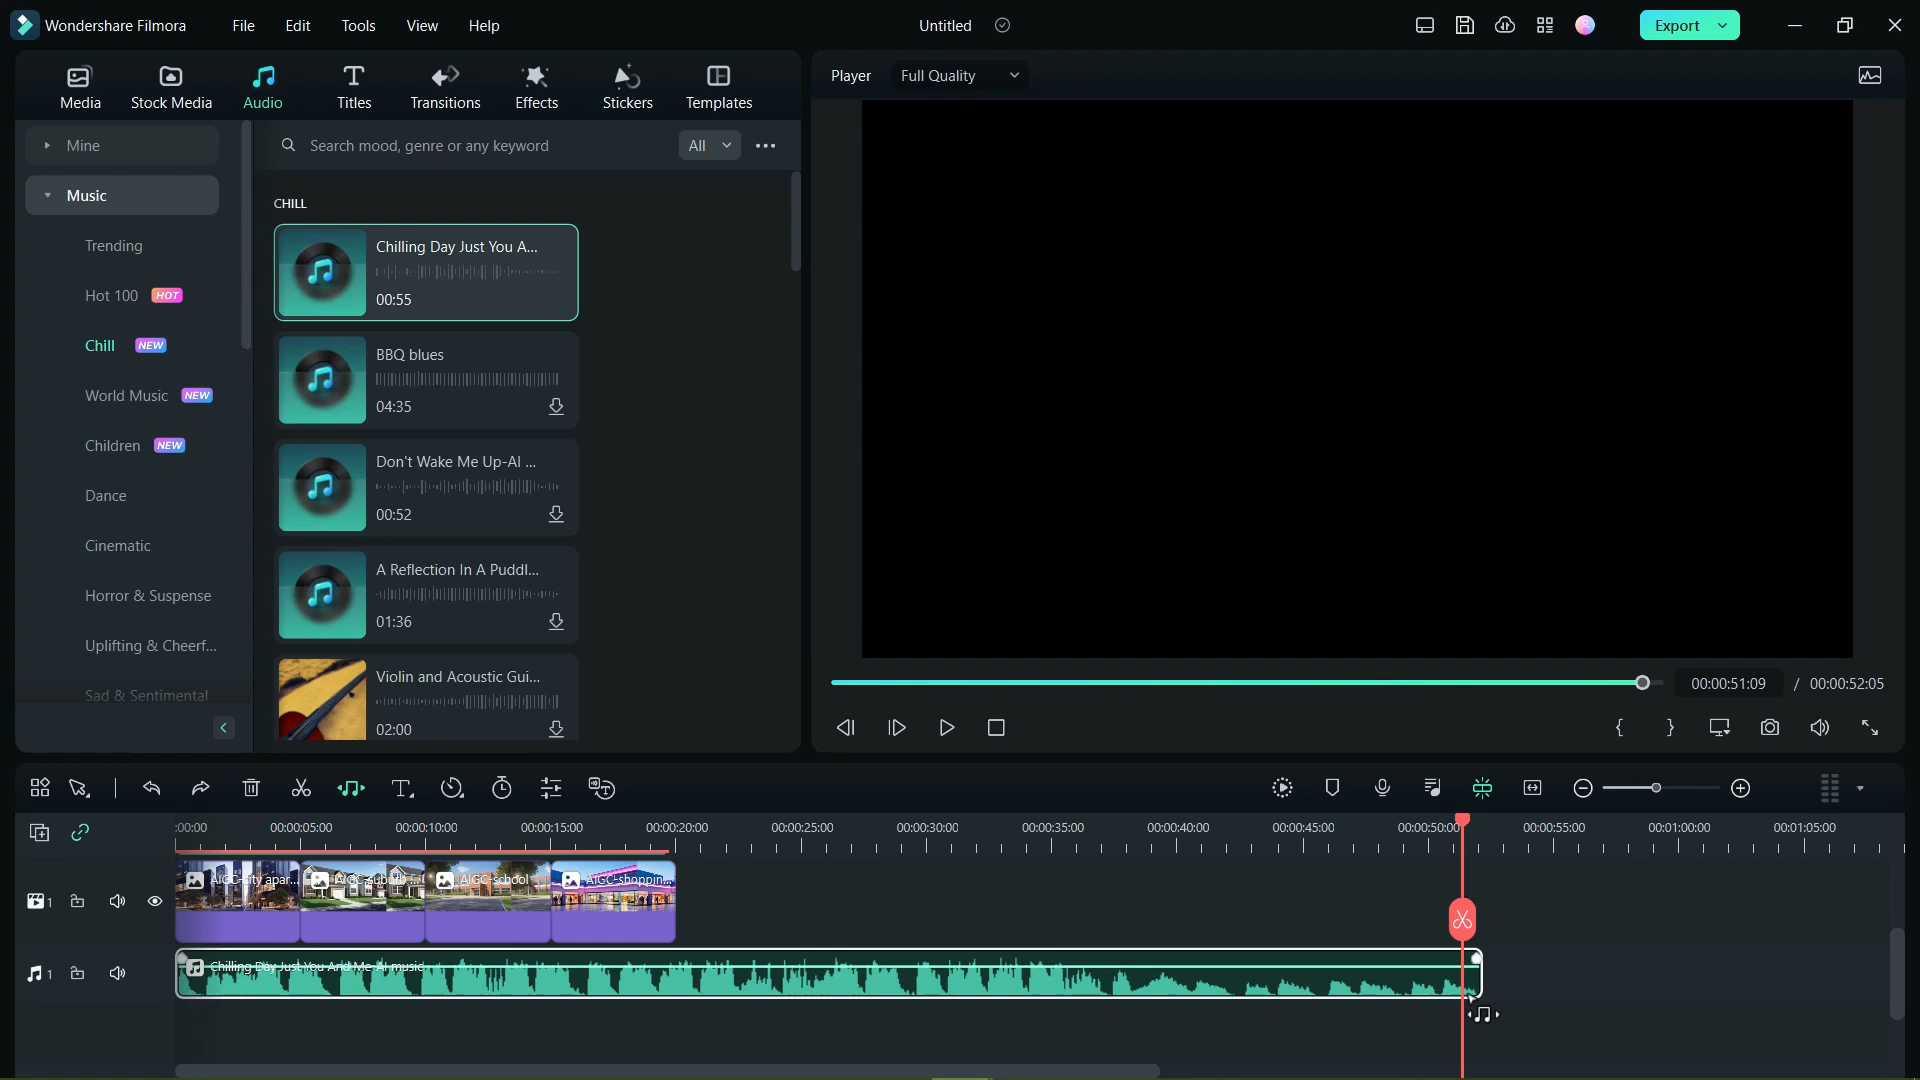 Wondershare Filmora
File
Edit
Tools
View
Help
Untitled
Export
Media
Stock Media
Audio
Titles
Transitions
Effects
Stickers
Templates
Player
Full Quality
Mine
Music
Trending
Hot 100 HOT
Chill NEW
World Music NEW
Children NEW
Dance
Cinematic
Horror & Suspense
Uplifting & Cheerf...
Sad & Sentimental
Search mood, genre or any keyword
All
CHILL
Chilling Day Just You A...
00:55
BBQ blues
04:35
Don't Wake Me Up-AI ...
00:52
A Reflection In A Puddl...
01:36
Violin and Acoustic Gui...
02:00
00:00:51:09 / 00:00:52:05
:00:00
00:00:05:00
00:00:10:00
00:00:15:00
00:00:20:00
00:00:25:00
00:00:30:00
00:00:35:00
00:00:40:00
00:00:45:00
00:00:50:00
00:00:55:00
00:01:00:00
00:01:05:00
1
AIGC-city apar...
AIGC-suburb ...
AIGC-school
AIGC-shoppin...
1
Chilling Day Just You And Me-AI music